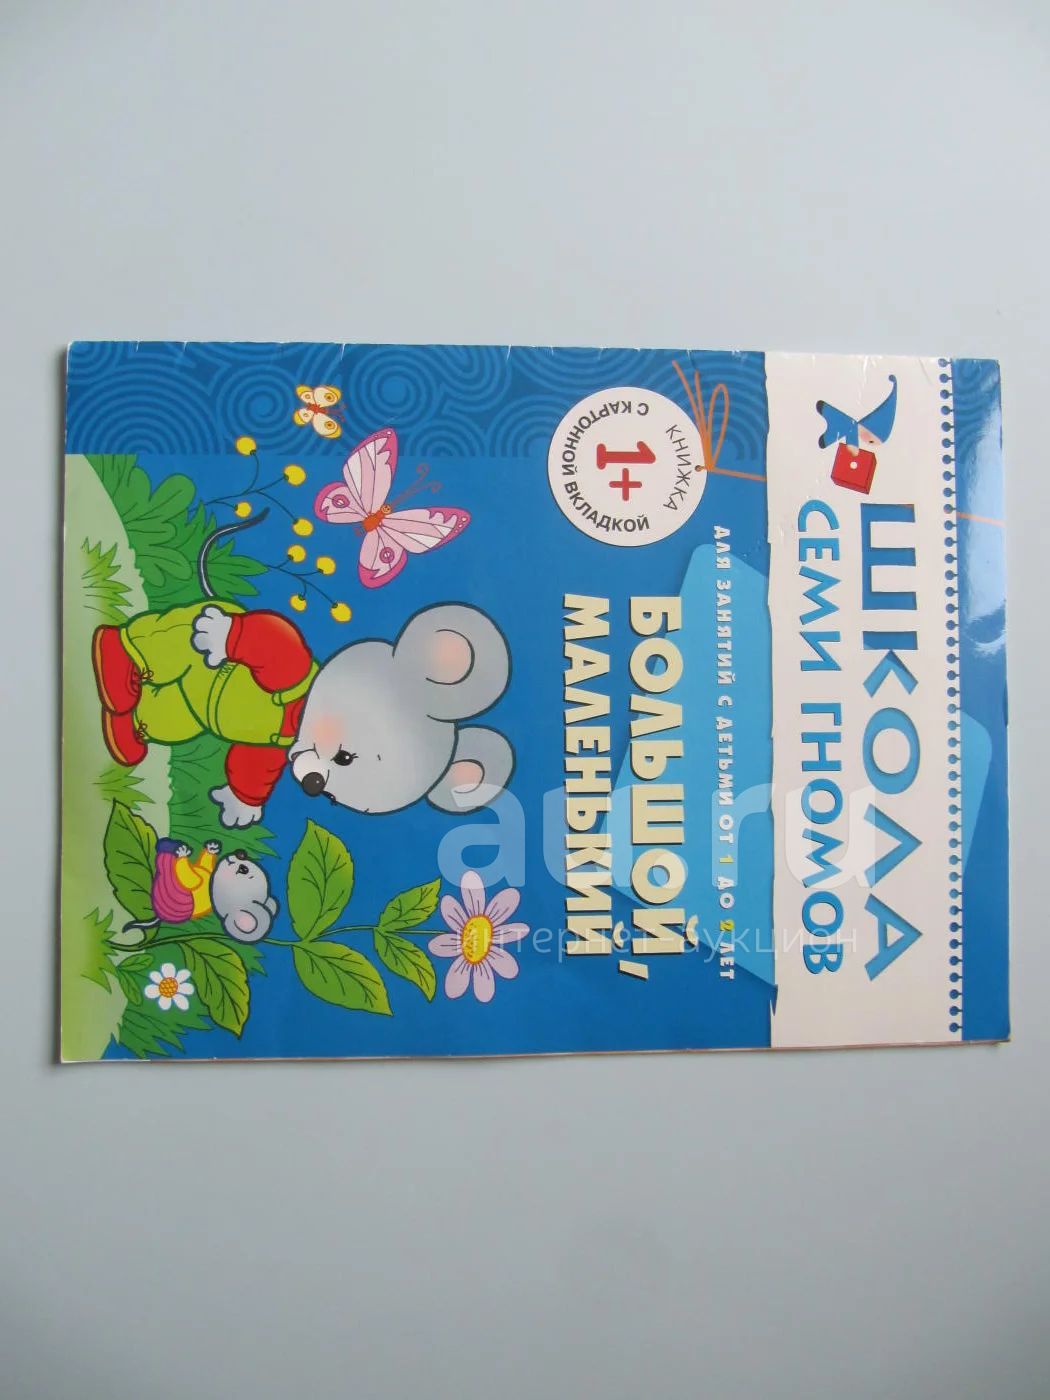 ШКОЛА
СЕМИ ГНОМОВ
КНИЖКА
1+
С КАРТОННОЙ ВКЛАДКОЙ
ДЛЯ ЗАНЯТИЙ С ДЕТЬМИ ОТ 1 ДО 2 ЛЕТ
БОЛЬШОЙ,
МАЛЕНЬКИЙ
au.ru
интернет-аукцион